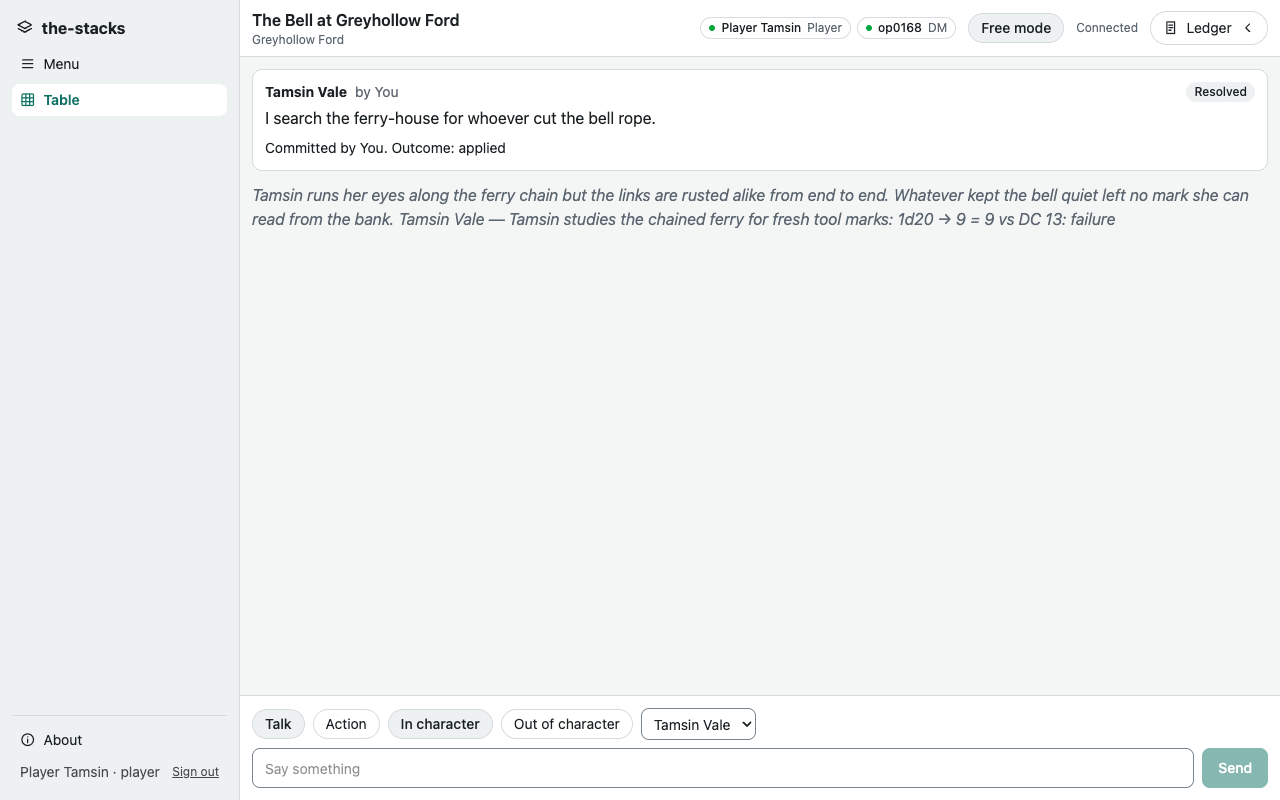 the-stacks
Menu
Table
About
Player Tamsin · player Sign out
The Bell at Greyhollow Ford
Greyhollow Ford
Player Tamsin Player
op0168 DM
Free mode
Connected
Ledger
Tamsin Vale by You
Resolved
I search the ferry-house for whoever cut the bell rope.
Committed by You. Outcome: applied
Tamsin runs her eyes along the ferry chain but the links are rusted alike from end to end. Whatever kept the bell quiet left no mark she can
read from the bank. Tamsin Vale — Tamsin studies the chained ferry for fresh tool marks: 1d20 → 9 = 9 vs DC 13: failure
Talk
Action
In character
Out of character
Tamsin Vale
Say something
Send